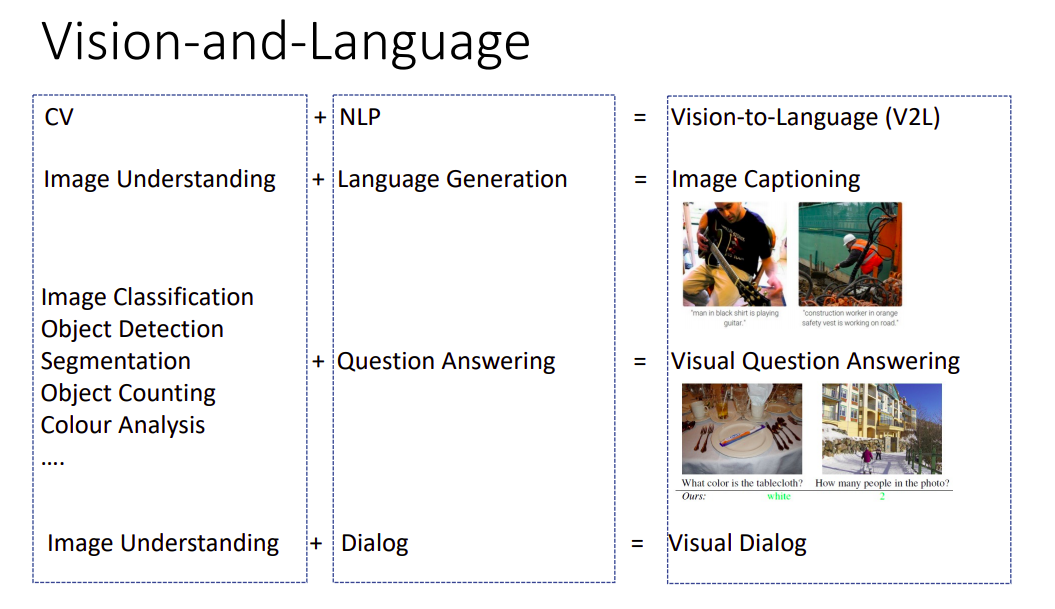 Vision-and-Language
CV + NLP = Vision-to-Language (V2L)
Image Understanding + Language Generation = Image Captioning
"man in black shirt is playing
guitar."
"construction worker in orange
safety vest is working on road."
Image Classification
Object Detection
Segmentation + Question Answering = Visual Question Answering
Object Counting
Colour Analysis
....
What color is the tablecloth? How many people in the photo?
Ours: white 2
Image Understanding + Dialog = Visual Dialog